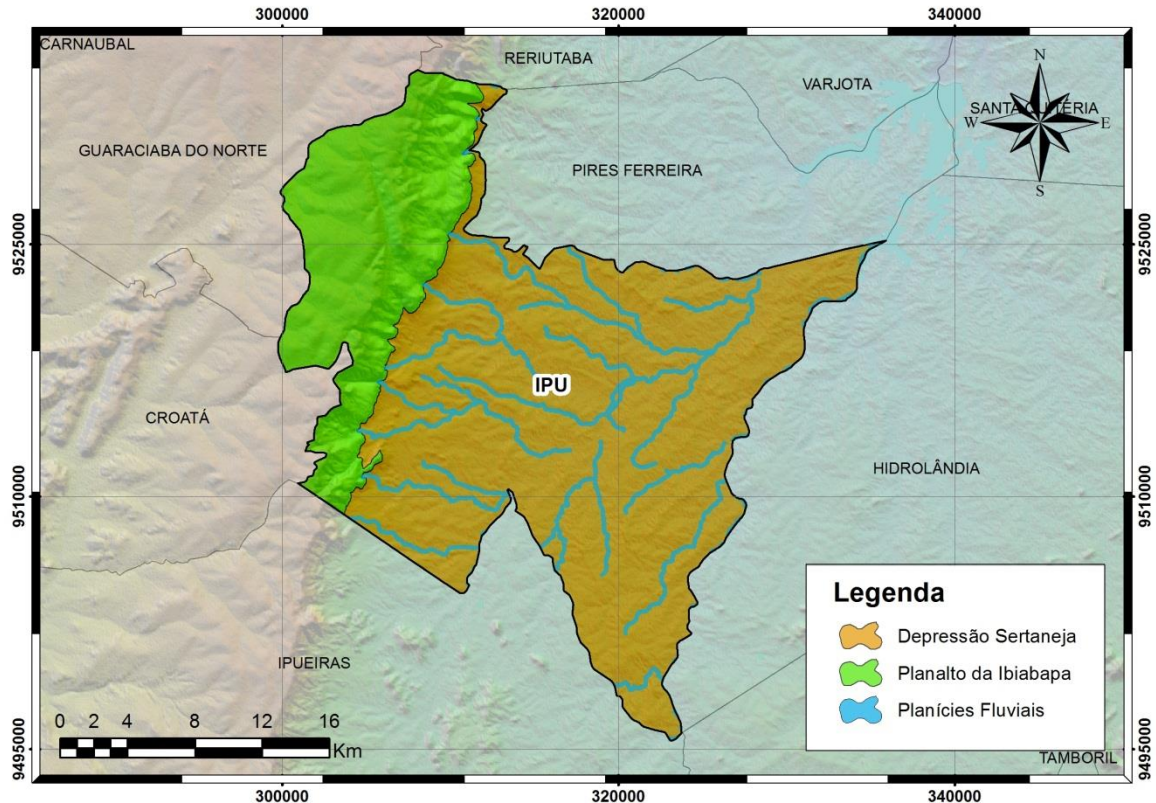 300000
320000
340000
CARNAUBAL
RERIUTABA
VARJOTA
SANTA QUITÉRIA
N
W
E
S
GUARACIABA DO NORTE
PIRES FERREIRA
9525000
9525000
IPU
CROATÁ
HIDROLÂNDIA
9510000
9510000
Legenda
Depressão Sertaneja
Planalto da Ibiabapa
Planícies Fluviais
IPUEIRAS
0 2 4 8 12 16
Km
9495000
9495000
TAMBORIL
300000
320000
340000